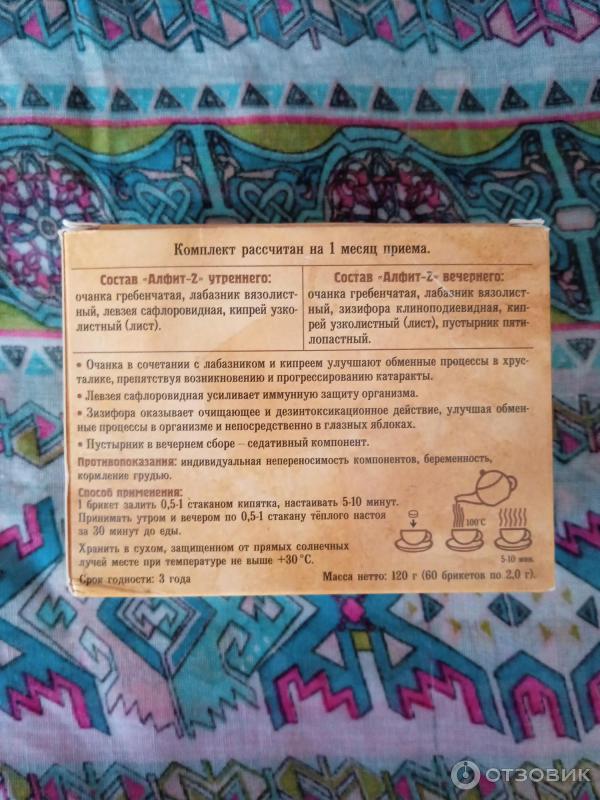 Комплект рассчитан на 1 месяц приема.
Состав «Алфит-2» утреннего:
очанка гребенчатая, лабазник вязолист-
ный, левзея сафлоровидная, кипрей узко-
листный (лист).
Состав «Алфит-2» вечернего:
очанка гребенчатая, лабазник вязолист-
ный, зизифора клиноподиевидная, кип-
рей узколистный (лист), пустырник пяти-
лопастный.
• Очанка в сочетании с лабазником и кипреем улучшают обменные процессы в хрус-
талике, препятствуя возникновению и прогрессированию катаракты.
• Левзея сафлоровидная усиливает иммунную защиту организма.
• Зизифора оказывает очищающее и дезинтоксикационное действие, улучшая обмен-
ные процессы в организме и непосредственно в глазных яблоках.
• Пустырник в вечернем сборе – седативный компонент.
Противопоказания: индивидуальная непереносимость компонентов, беременность,
кормление грудью.
Способ применения:
1 брикет залить 0,5-1 стаканом кипятка, настаивать 5-10 минут.
Принимать утром и вечером по 0,5-1 стакану тёплого настоя
за 30 минут до еды.
100°C
5-10 мин.
Хранить в сухом, защищенном от прямых солнечных
лучей месте при температуре не выше +30°C.
Срок годности: 3 года
Масса нетто: 120 г (60 брикетов по 2,0 г).
ОТЗОВИК